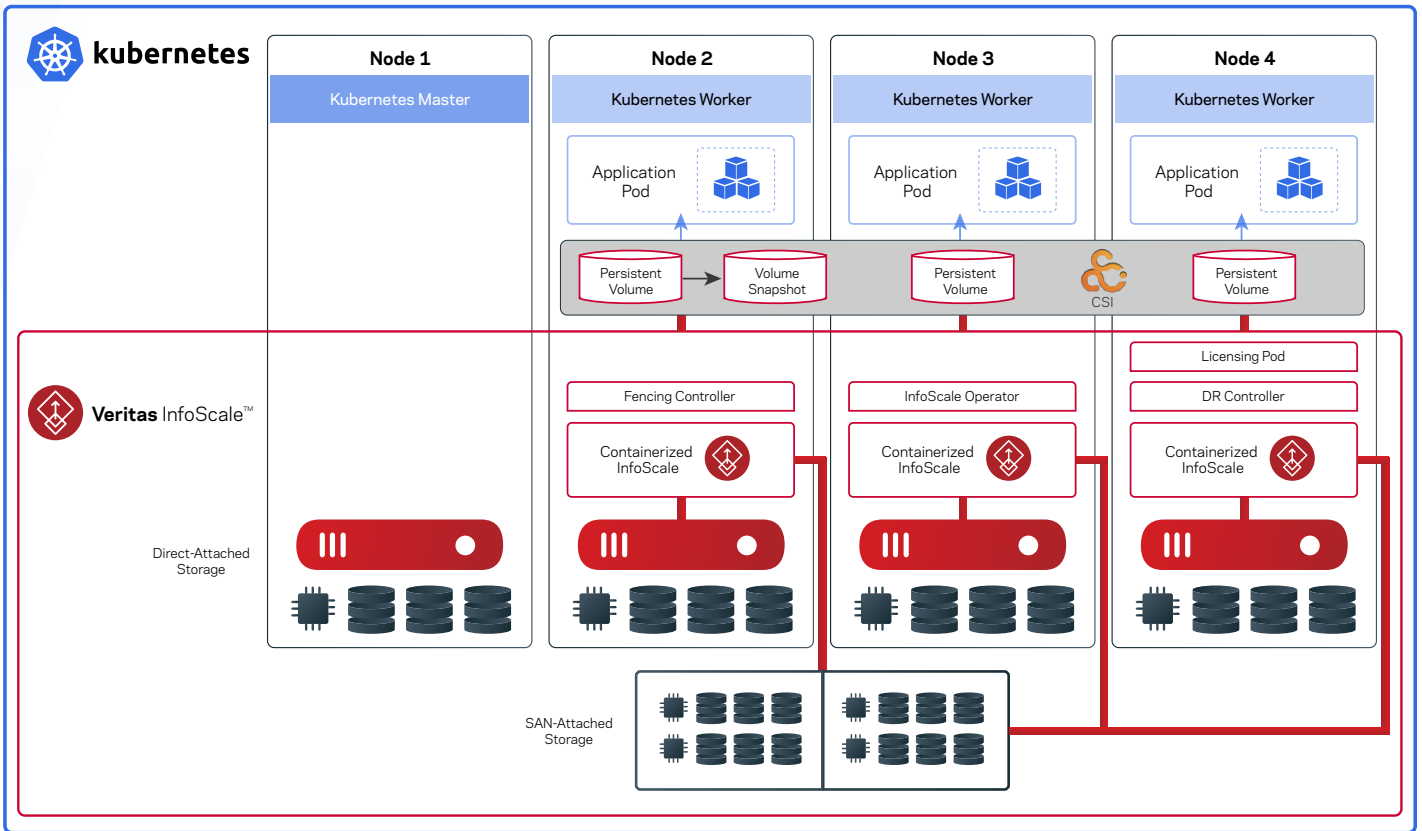 kubernetes
Node 1
Node 2
Node 3
Node 4
Kubernetes Master
Kubernetes Worker
Kubernetes Worker
Kubernetes Worker
Application
Pod
Application
Pod
Application
Pod
Persistent
Volume
Volume
Snapshot
Persistent
Volume
CSI
Persistent
Volume
Veritas InfoScale™
Licensing Pod
Fencing Controller
InfoScale Operator
DR Controller
Containerized
InfoScale
Containerized
InfoScale
Containerized
InfoScale
Direct-Attached
Storage
SAN-Attached
Storage